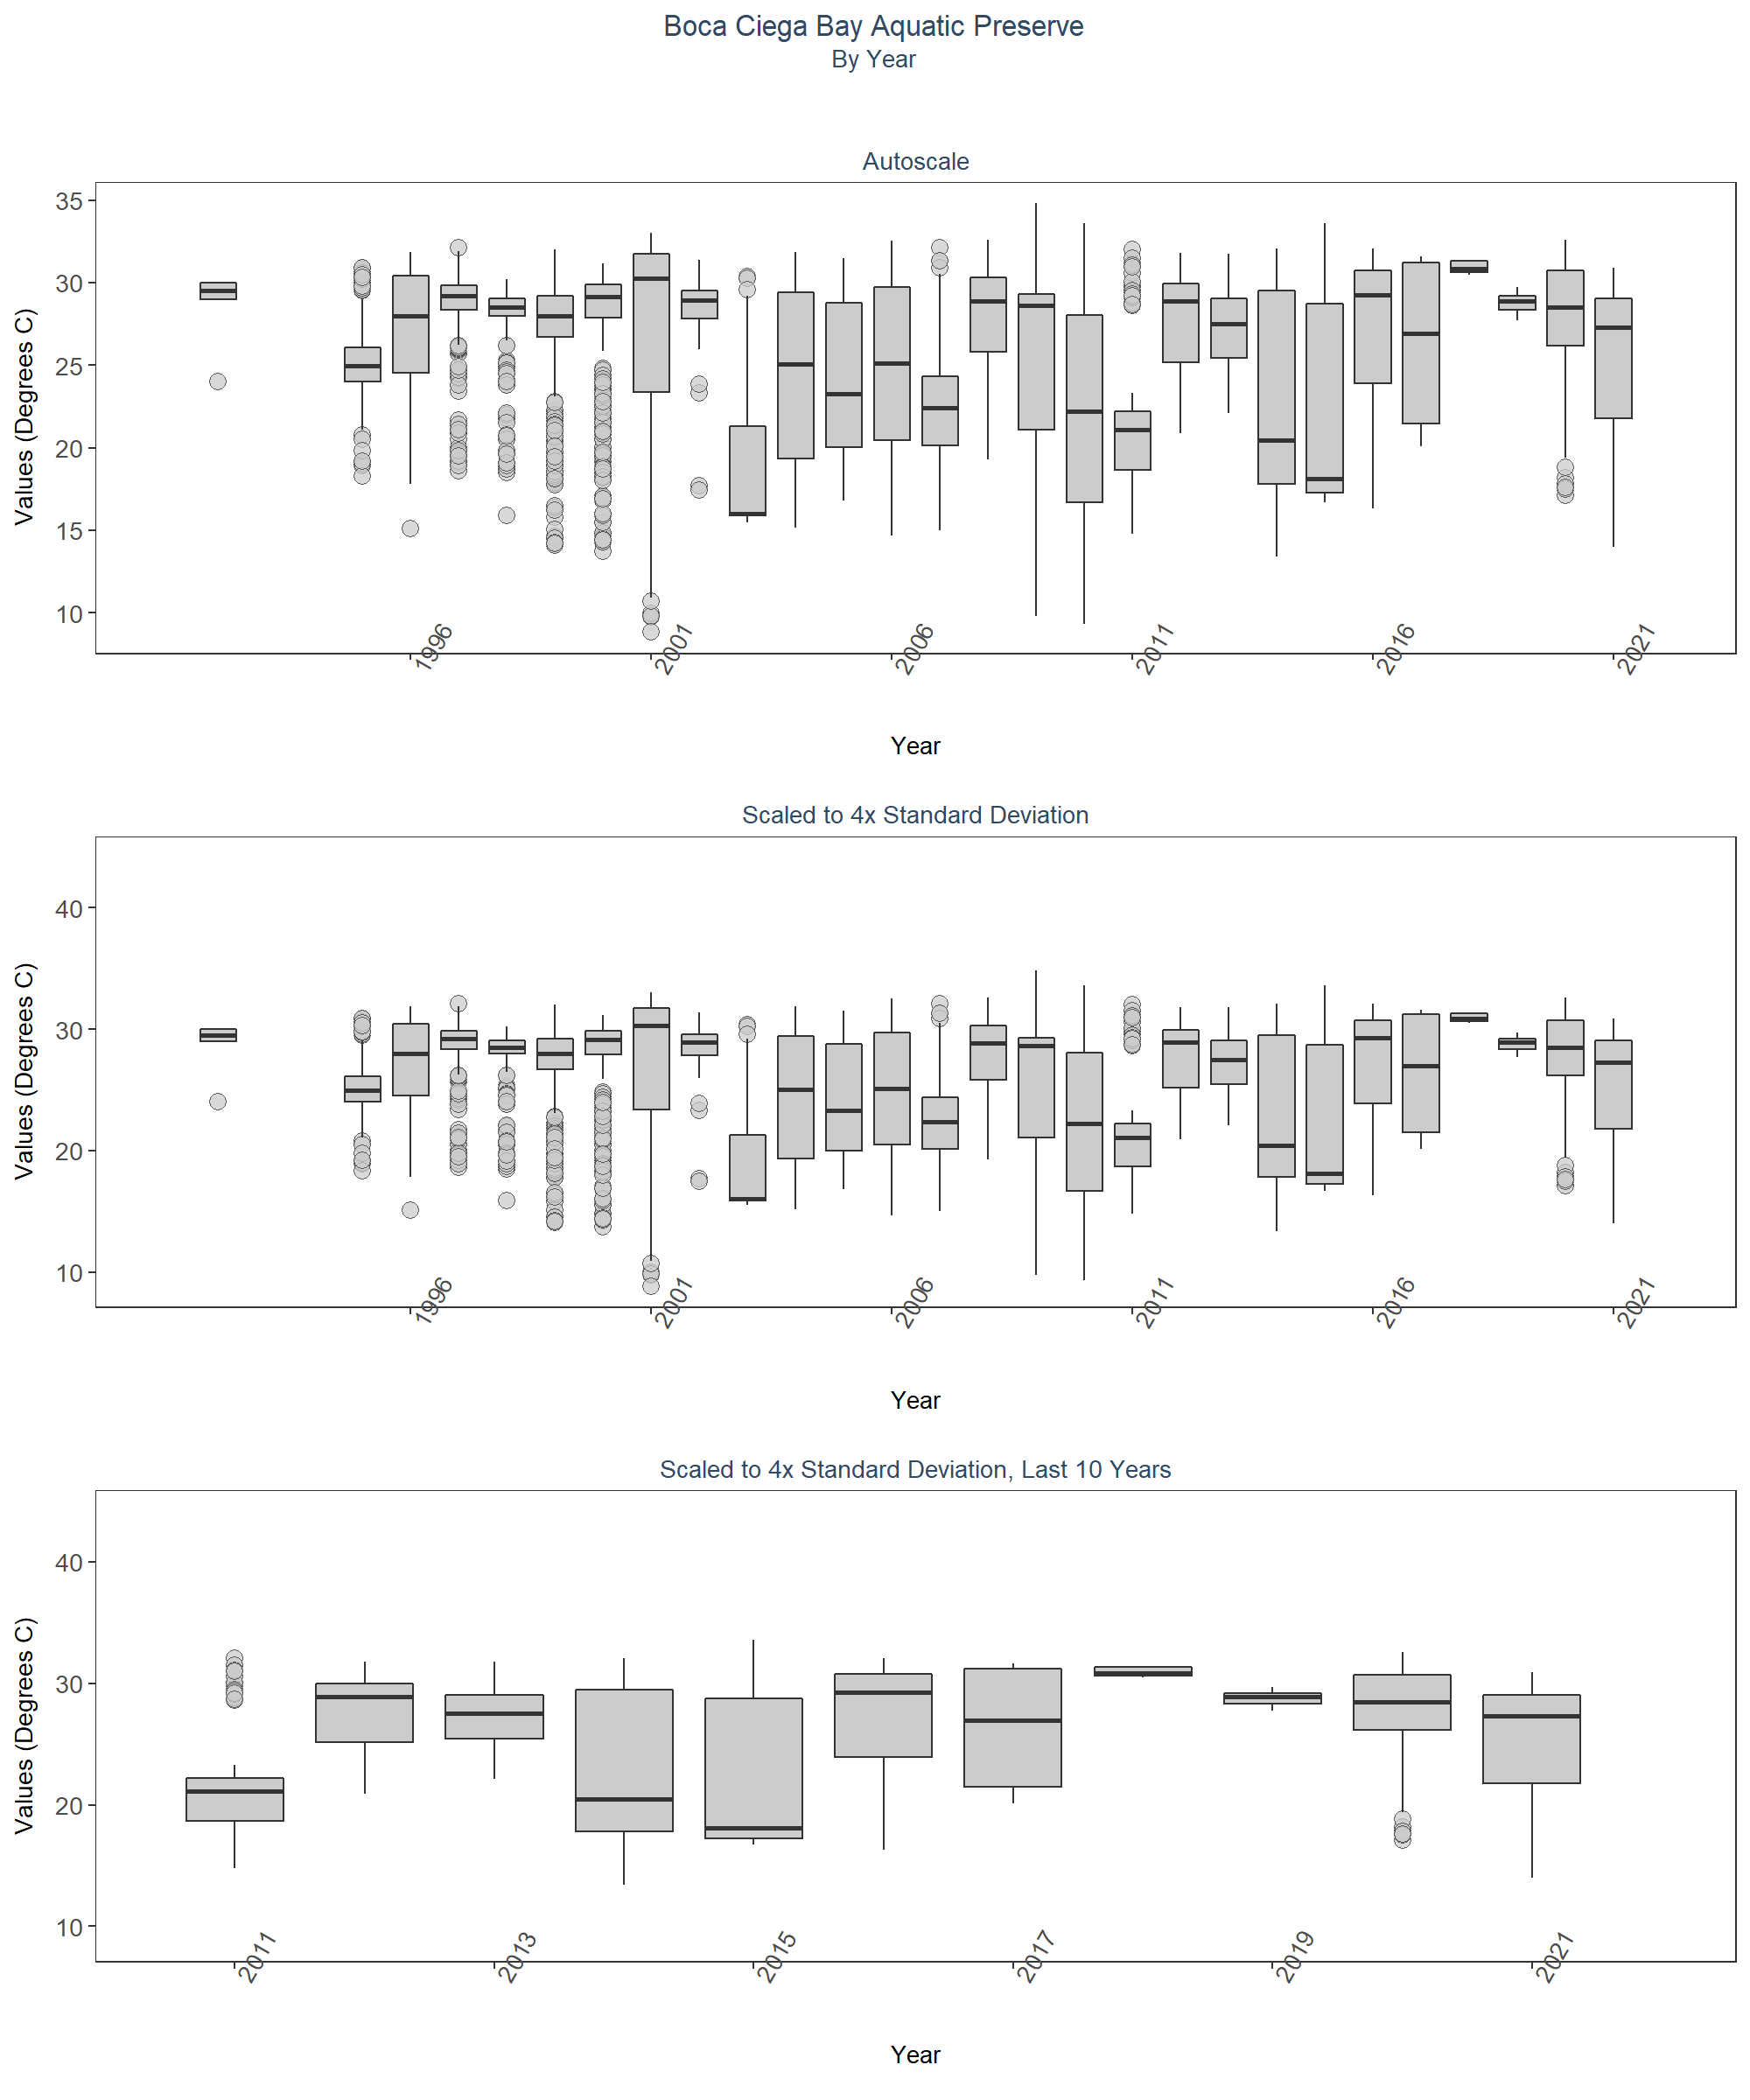 Boca Ciega Bay Aquatic Preserve
By Year
Autoscale
Values (Degrees C)
35
30
25
20
15
10
1996
2001
2006
2011
2016
2021
Year
Scaled to 4x Standard Deviation
Values (Degrees C)
40
30
20
10
1996
2001
2006
2011
2016
2021
Year
Scaled to 4x Standard Deviation, Last 10 Years
Values (Degrees C)
40
30
20
10
2011
2013
2015
2017
2019
2021
Year